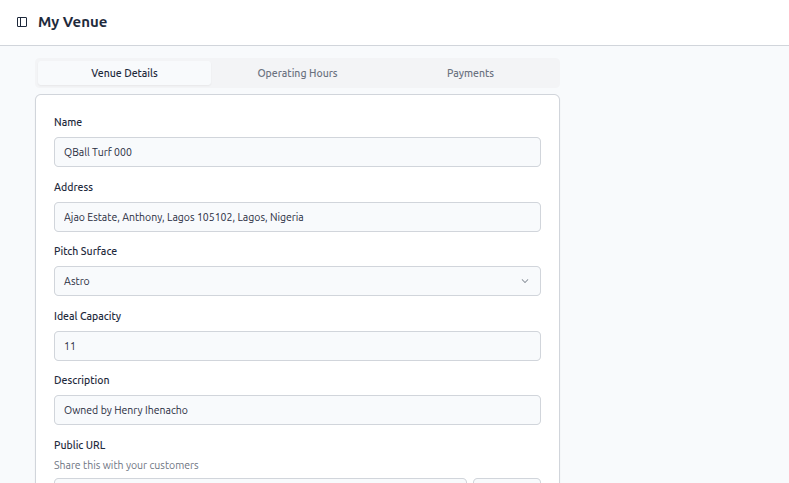 My Venue
Venue Details Operating Hours Payments
Name
QBall Turf 000
Address
Ajao Estate, Anthony, Lagos 105102, Lagos, Nigeria
Pitch Surface
Astro
Ideal Capacity
11
Description
Owned by Henry Ihenacho
Public URL
Share this with your customers